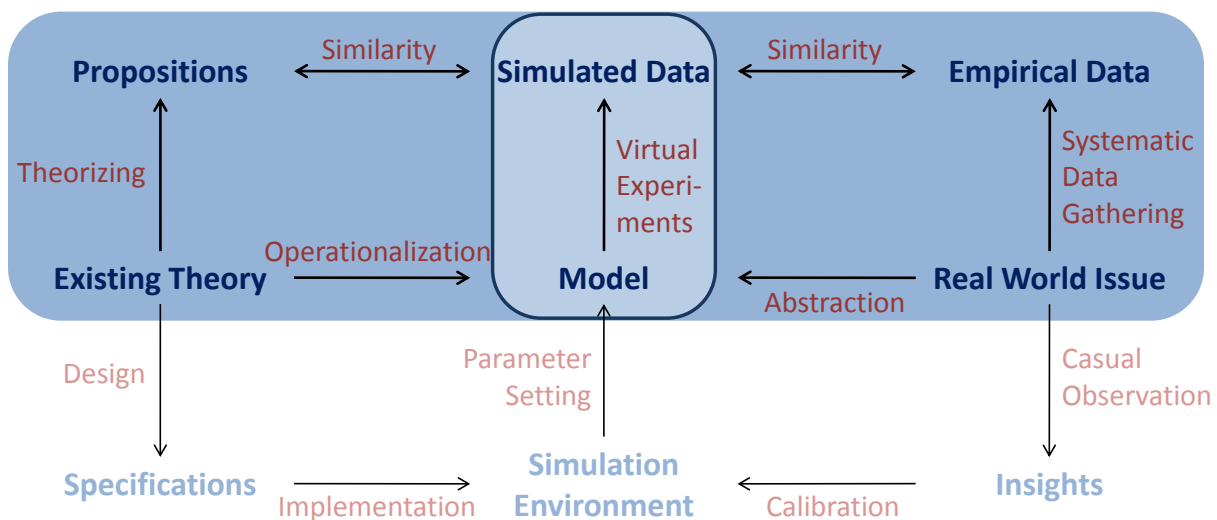 Similarity
Similarity
Propositions
Simulated Data
Empirical Data
Theorizing
Virtual
Experi-
ments
Systematic
Data
Gathering
Operationalization
Existing Theory
Model
Real World Issue
Abstraction
Design
Parameter
Setting
Casual
Observation
Specifications
Simulation
Environment
Insights
Implementation
Calibration